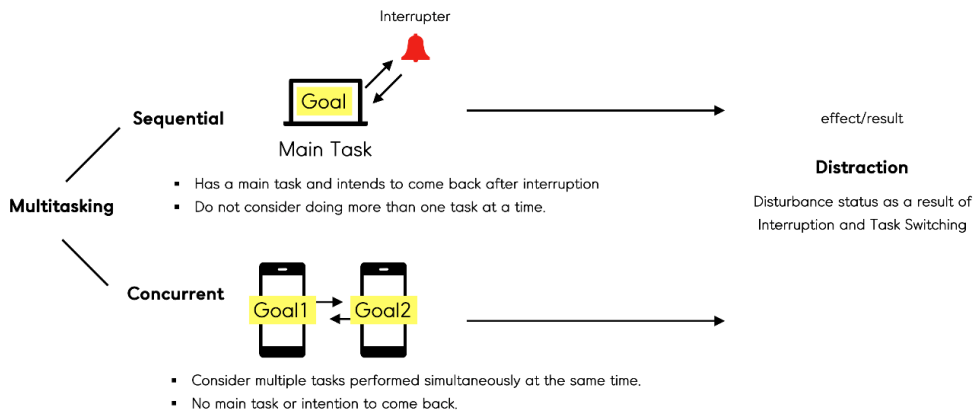 Interrupter
Goal
Sequential
Main Task
▪ Has a main task and intends to come back after interruption
▪ Do not consider doing more than one task at a time.
Multitasking
Concurrent
Goal1
Goal2
▪ Consider multiple tasks performed simultaneously at the same time.
▪ No main task or intention to come back.
effect/result
Distraction
Disturbance status as a result of
Interruption and Task Switching